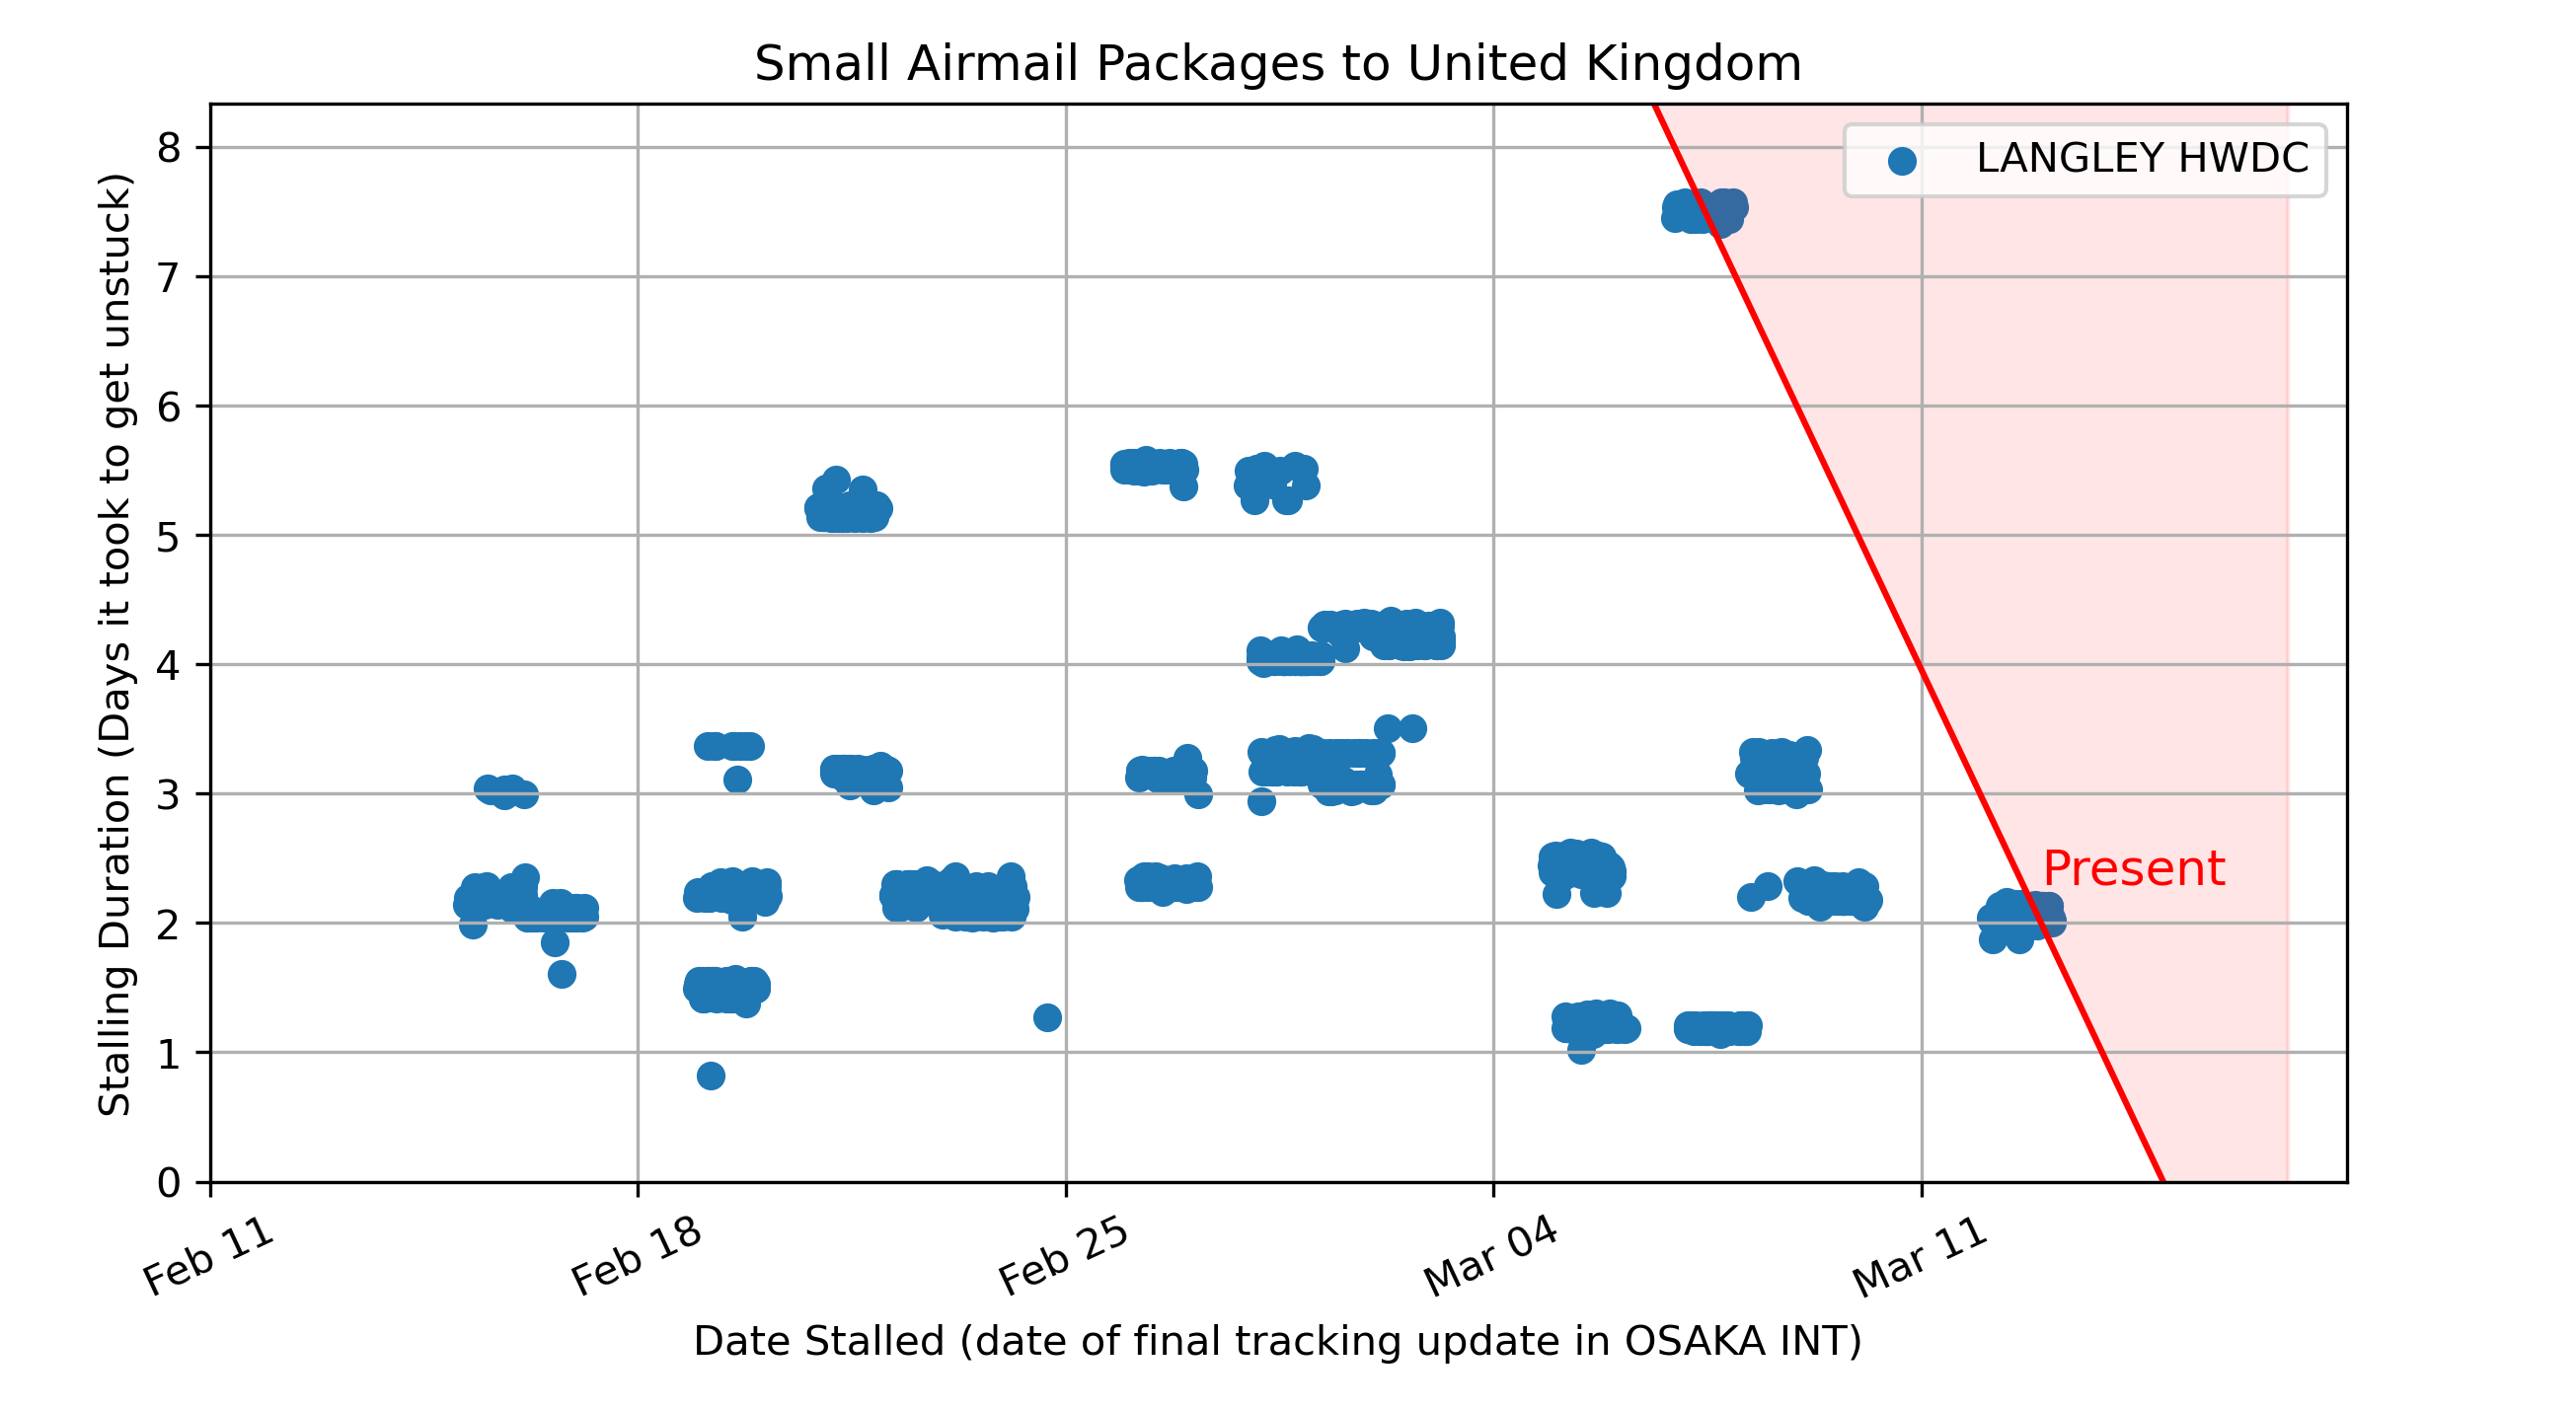 Small Airmail Packages to United Kingdom
LANGLEY HWDC
Stalling Duration (Days it took to get unstuck)
8
7
6
5
4
3
2
1
0
Present
Feb 11
Feb 18
Feb 25
Mar 04
Mar 11
Date Stalled (date of final tracking update in OSAKA INT)